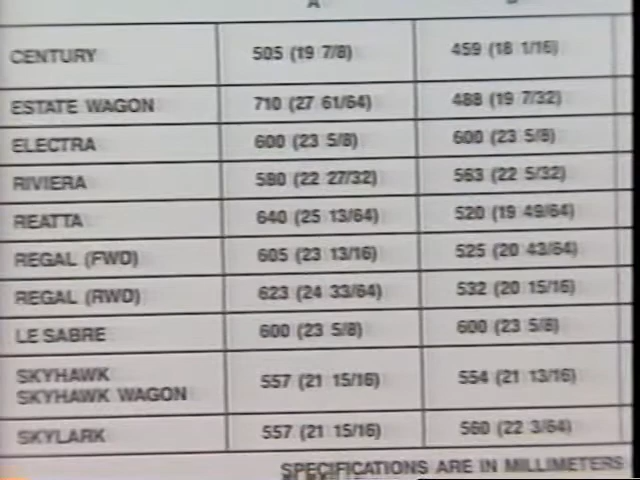 A
CENTURY 505 (19 7/8) 459 (18 1/16)
ESTATE WAGON 710 (27 61/64) 488 (19 7/32)
ELECTRA 600 (23 5/8) 600 (23 5/8)
RIVIERA 580 (22 27/32) 563 (22 5/32)
REATTA 640 (25 13/64) 520 (19 49/64)
REGAL (FWD) 605 (23 13/16) 525 (20 43/64)
REGAL (RWD) 623 (24 33/64) 532 (20 15/16)
LE SABRE 600 (23 5/8) 600 (23 5/8)
SKYHAWK
SKYHAWK WAGON 557 (21 15/16) 554 (21 13/16)
SKYLARK 557 (21 15/16) 560 (22 3/64)
SPECIFICATIONS ARE IN MILLIMETERS